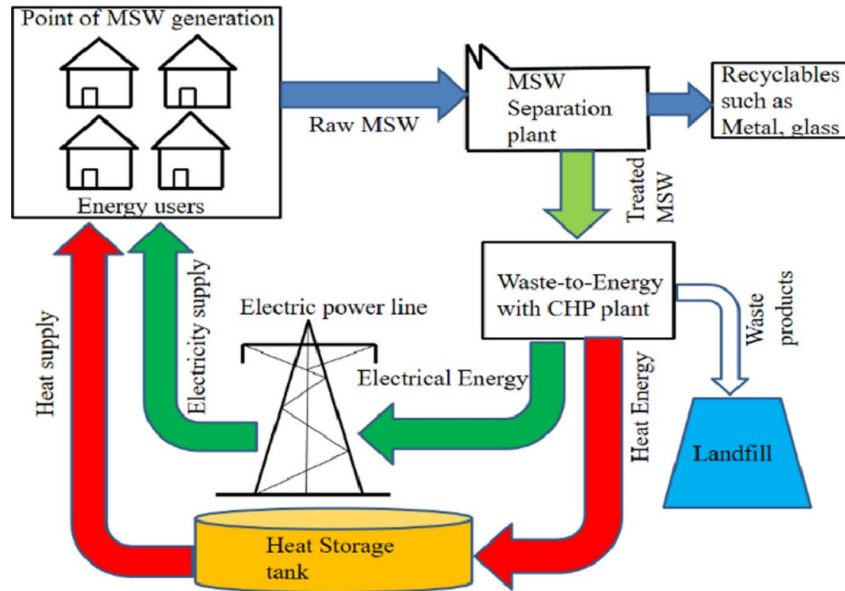 Point of MSW generation
Energy users
Raw MSW
MSW
Separation
plant
Recyclables
such as
Metal, glass
Treated
MSW
Waste-to-Energy
with CHP plant
Waste
products
Landfill
Electric power line
Electrical Energy
Heat Energy
Heat supply
Electricity supply
Heat Storage
tank